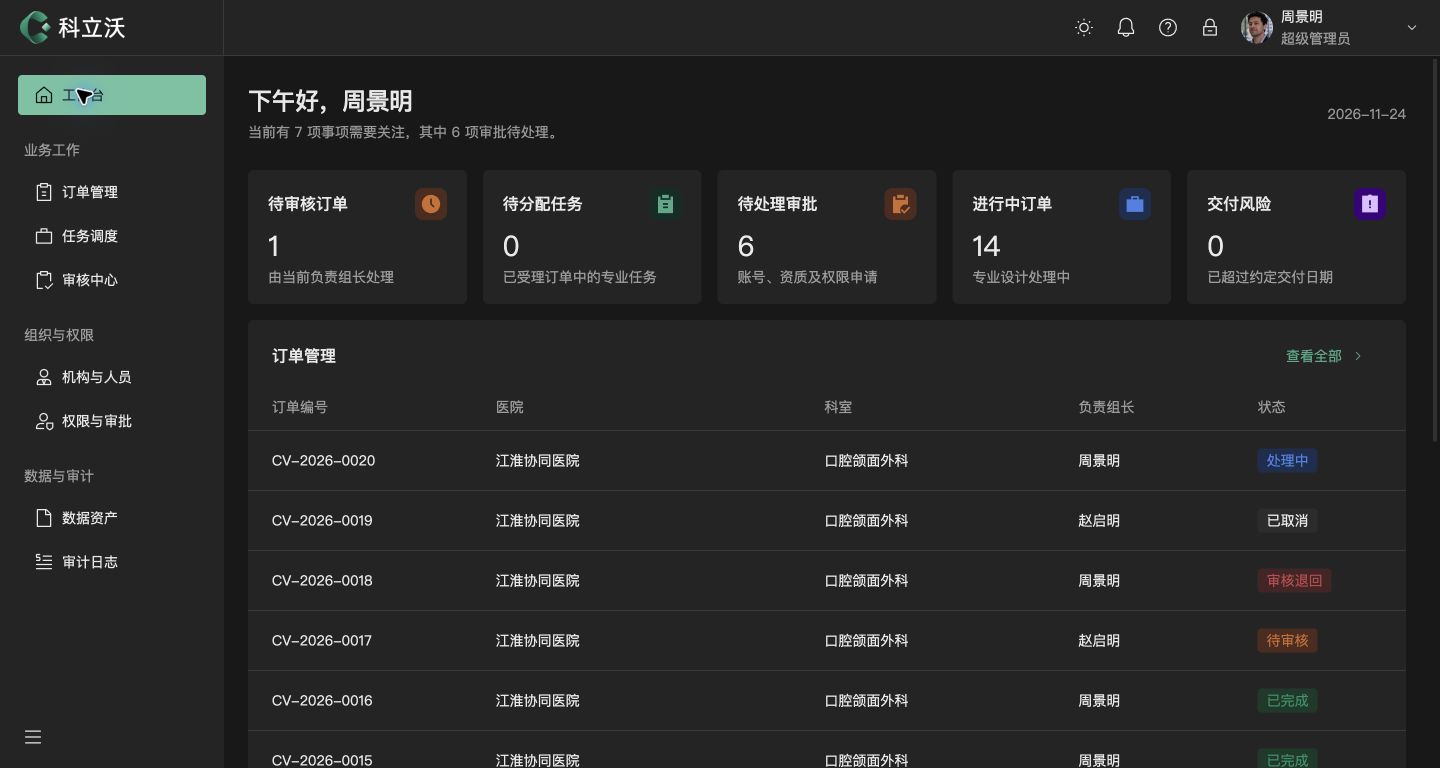 科立沃
周景明
超级管理员
工 台
业务工作
订单管理
任务调度
审核中心
组织与权限
机构与人员
权限与审批
数据与审计
数据资产
审计日志
下午好，周景明
当前有 7 项事项需要关注，其中 6 项审批待处理。
2026-11-24
待审核订单
1
由当前负责组长处理
待分配任务
0
已受理订单中的专业任务
待处理审批
6
账号、资质及权限申请
进行中订单
14
专业设计处理中
交付风险
0
已超过约定交付日期
订单管理
查看全部
订单编号 医院 科室 负责组长 状态
CV-2026-0020 江淮协同医院 口腔颌面外科 周景明 处理中
CV-2026-0019 江淮协同医院 口腔颌面外科 赵启明 已取消
CV-2026-0018 江淮协同医院 口腔颌面外科 周景明 审核退回
CV-2026-0017 江淮协同医院 口腔颌面外科 赵启明 待审核
CV-2026-0016 江淮协同医院 口腔颌面外科 周景明 已完成
CV-2026-0015 江淮协同医院 口腔颌面外科 周景明 已完成